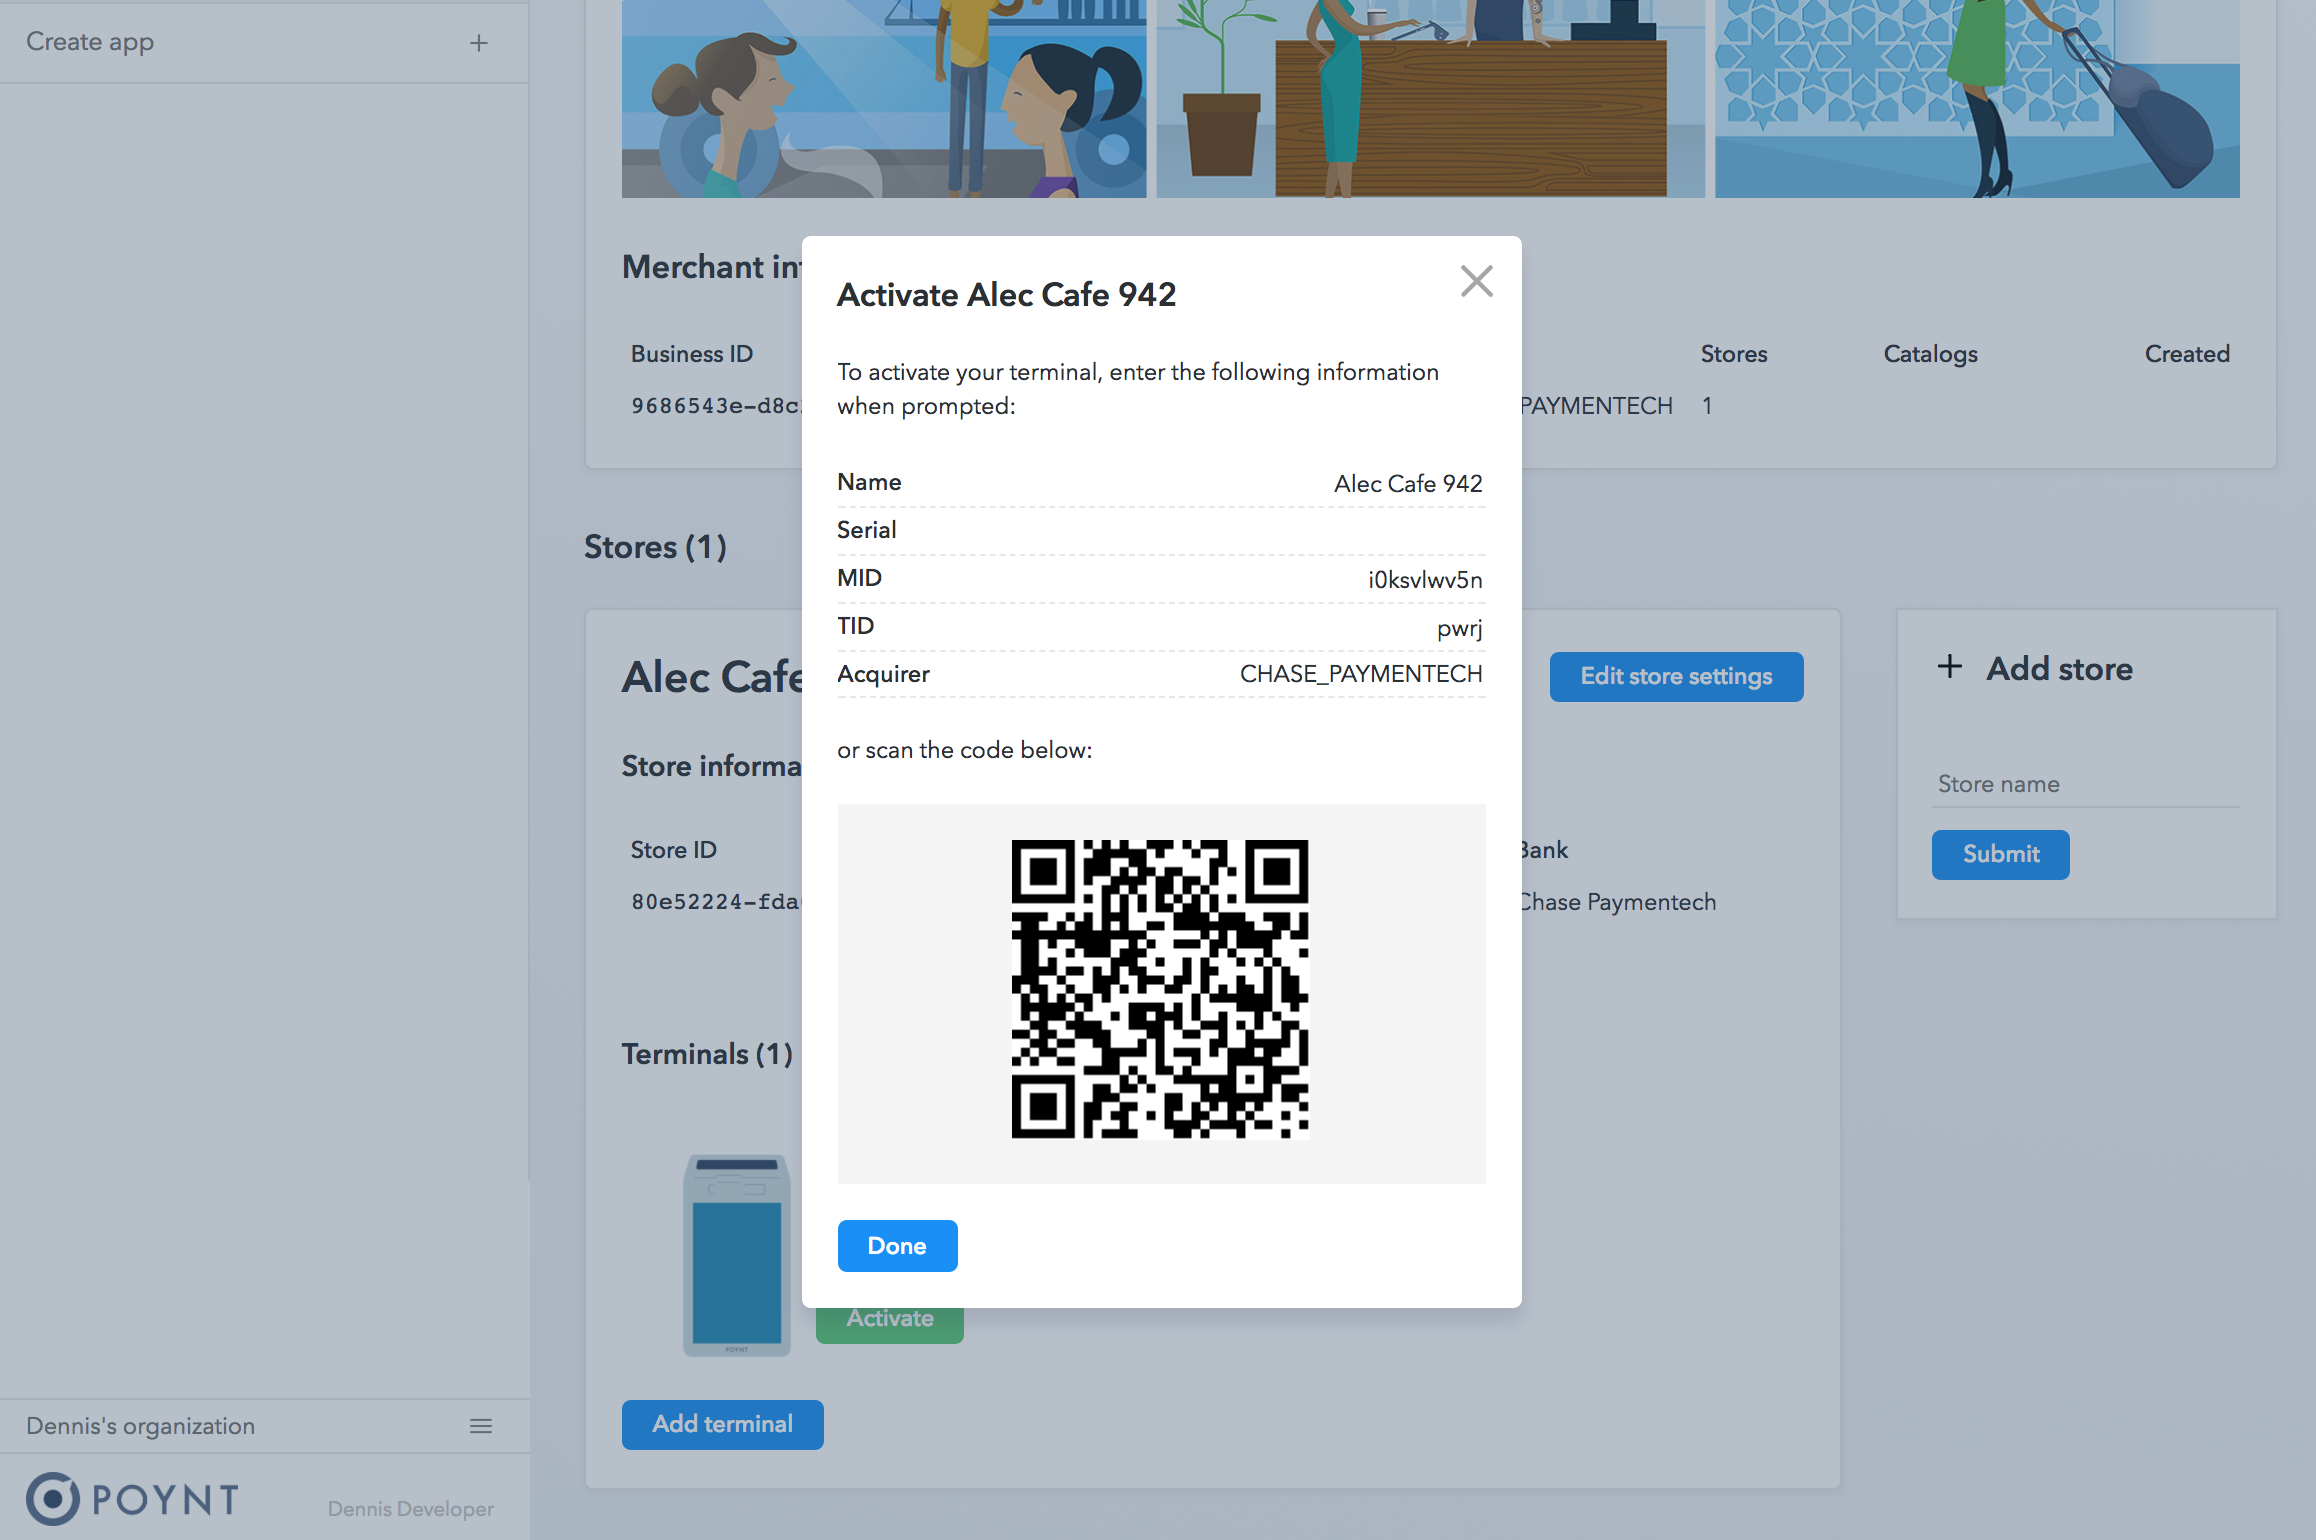 Create app
Merchant in
Business ID
Stores
Catalogs
Created
9686543e-d8c
PAYMENTECH
1
Activate Alec Cafe 942
To activate your terminal, enter the following information
when prompted:
Name
Alec Cafe 942
Serial
MID
i0ksvlwv5n
TID
pwrj
Acquirer
CHASE_PAYMENTECH
or scan the code below:
Done
Stores (1)
Alec Cafe
Edit store settings
Store informa
Store ID
Bank
80e52224-fda
Chase Paymentech
Terminals (1)
POYNT
Activate
Add terminal
Add store
Store name
Submit
Dennis's organization
POYNT
Dennis Developer